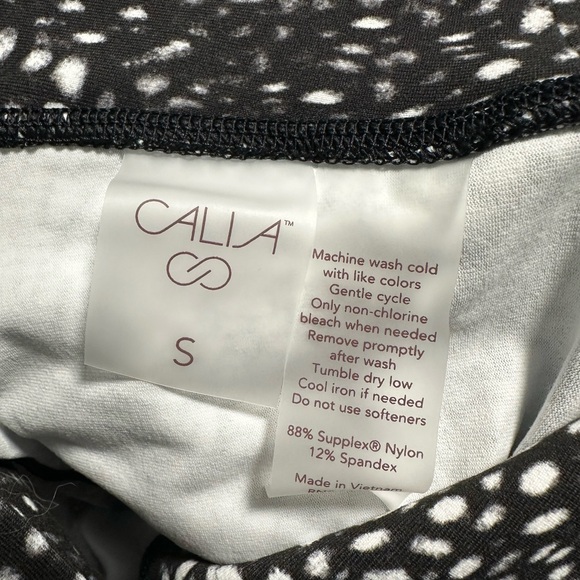 CALIA™
S
Machine wash cold
with like colors
Gentle cycle
Only non-chlorine
bleach when needed
Remove promptly
after wash
Tumble dry low
Cool iron if needed
Do not use softeners
88% Supplex® Nylon
12% Spandex
Made in Vietnam